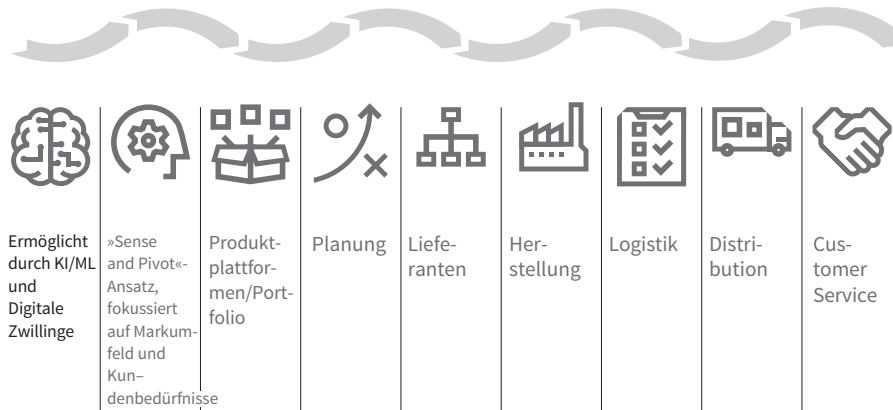 Ermöglicht
durch KI/ML
und
Digitale
Zwillinge
»Sense
and Pivot«-
Ansatz,
fokussiert
auf Markum-
feld und
Kun–
denbedürfnisse
Produkt-
plattfor-
men/Port-
folio
Planung
Liefe-
ranten
Her-
stellung
Logistik
Distri-
bution
Cus-
tomer
Service